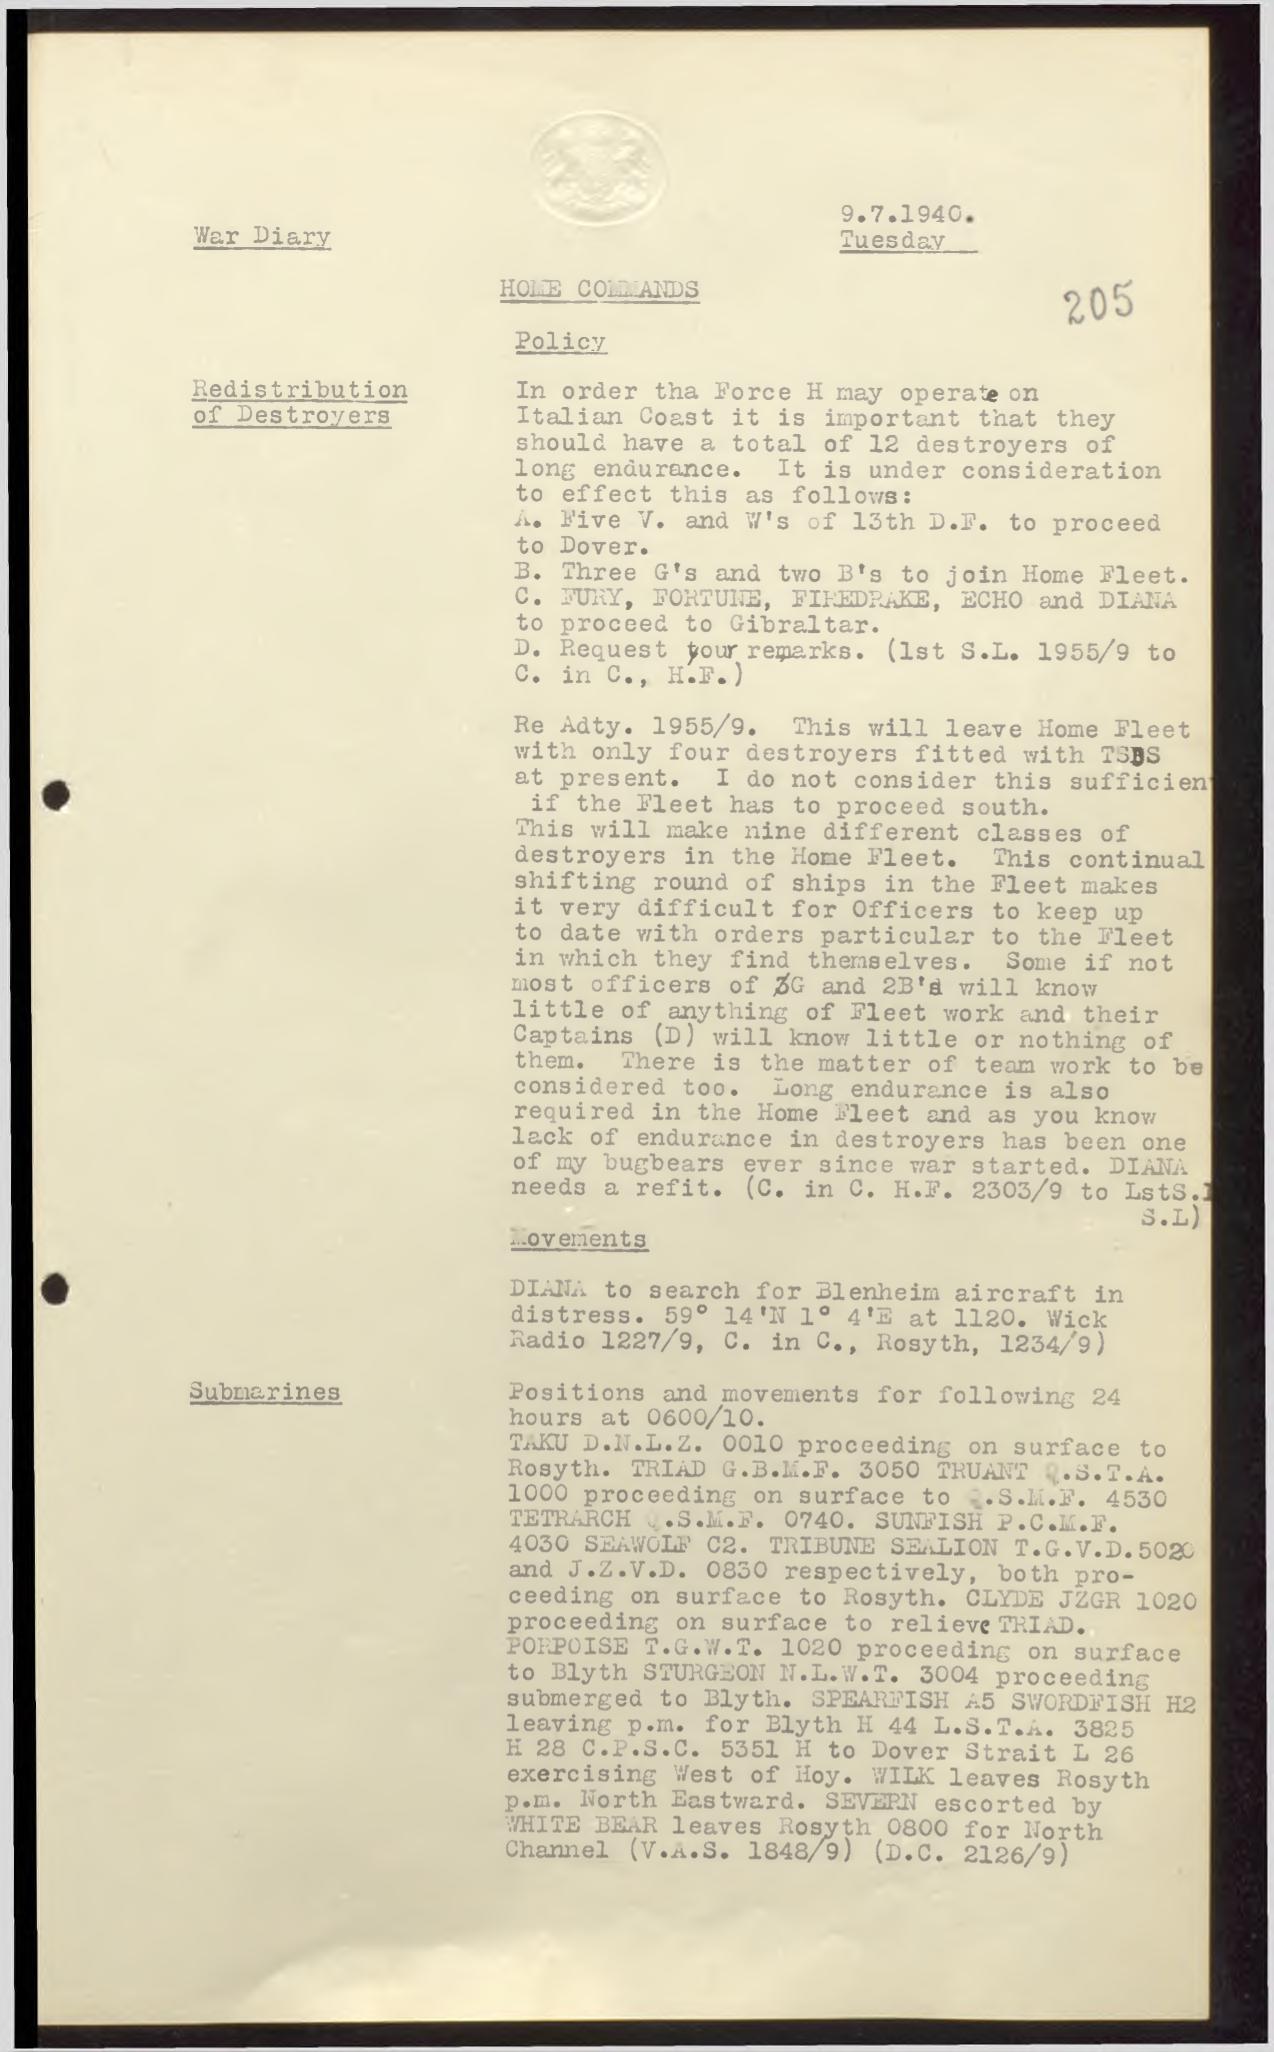 9.7.1940.
War Diary
Tuesday
HOME COMMANDS
205
Policy
Redistribution
of Destroyers
In order tha Force H may operate on
Italian Coast it is important that they
should have a total of 12 destroyers of
long endurance. It is under consideration
to effect this as follows:
A. Five V. and W's of 13th D.F. to proceed
to Dover.
B. Three G's and two B's to join Home Fleet.
C. FURY, FORTUNE, FIREDRAKE, ECHO and DIANA
to proceed to Gibraltar.
D. Request your remarks. (1st S.L. 1955/9 to
C. in C., H.F.)
Re Adty. 1955/9. This will leave Home Fleet
with only four destroyers fitted with TSDS
at present. I do not consider this sufficien
if the Fleet has to proceed south.
This will make nine different classes of
destroyers in the Home Fleet. This continual
shifting round of ships in the Fleet makes
it very difficult for Officers to keep up
to date with orders particular to the Fleet
in which they find themselves. Some if not
most officers of 3G and 2B's will know
little of anything of Fleet work and their
Captains (D) will know little or nothing of
them. There is the matter of team work to be
considered too. Long endurance is also
required in the Home Fleet and as you know
lack of endurance in destroyers has been one
of my bugbears ever since war started. DIANA
needs a refit. (C. in C. H.F. 2303/9 to LstS.
S.L)
Movements
DIANA to search for Blenheim aircraft in
distress. 59° 14'N 1° 4'E at 1120. Wick
Radio 1227/9, C. in C., Rosyth, 1234/9)
Submarines
Positions and movements for following 24
hours at 0600/10.
TAKU D.N.L.Z. 0010 proceeding on surface to
Rosyth. TRIAD G.B.M.F. 3050 TRUANT Q.S.T.A.
1000 proceeding on surface to Q.S.M.F. 4530
TETRARCH Q.S.M.F. 0740. SUNFISH P.C.M.F.
4030 SEAWOLF C2. TRIBUNE SEALION T.G.V.D.5020
and J.Z.V.D. 0830 respectively, both pro-
ceeding on surface to Rosyth. CLYDE JZGR 1020
proceeding on surface to relieve TRIAD.
PORPOISE T.G.W.T. 1020 proceeding on surface
to Blyth STURGEON N.L.W.T. 3004 proceeding
submerged to Blyth. SPEARFISH A5 SWORDFISH H2
leaving p.m. for Blyth H 44 L.S.T.A. 3825
H 28 C.P.S.C. 5351 H to Dover Strait L 26
exercising West of Hoy. WILK leaves Rosyth
p.m. North Eastward. SEVERN escorted by
WHITE BEAR leaves Rosyth 0800 for North
Channel (V.A.S. 1848/9) (D.C. 2126/9)